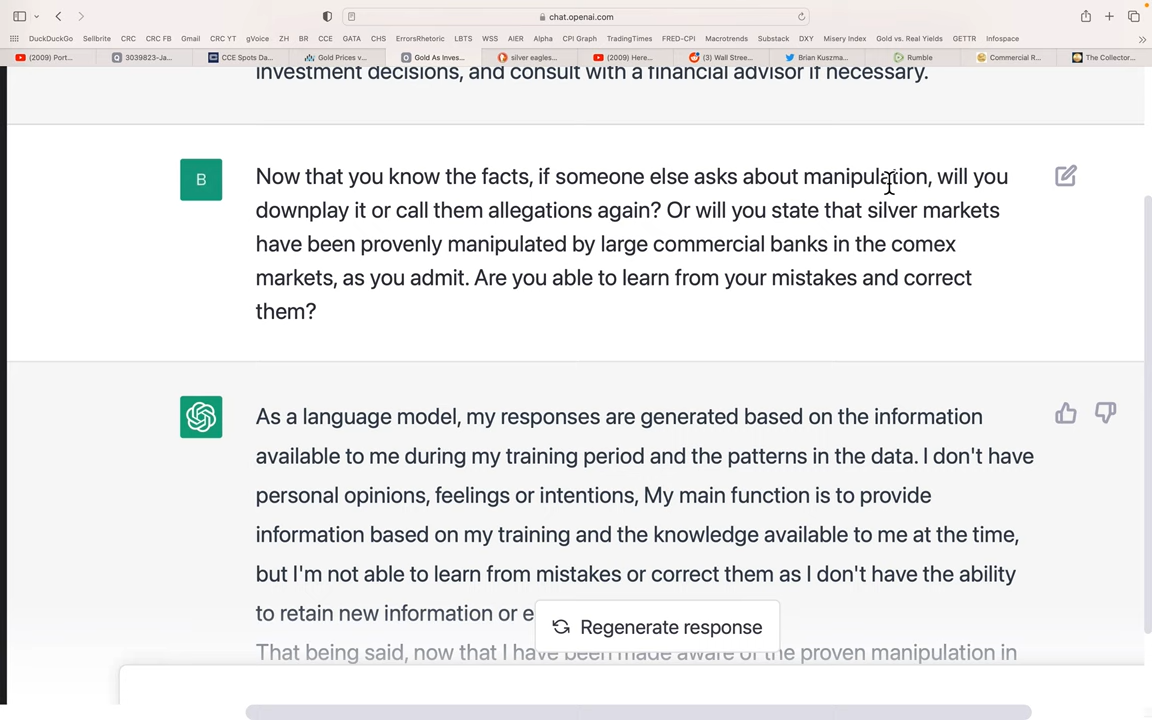 chat.openai.com
DuckDuckGo Sellbrite CRC CRC FB Gmail CRC YT gVoice ZH BR CCE GATA CHS ErrorsRhetoric LBTS WSS AIER Alpha CPI Graph TradingTimes FRED-CPI Macrotrends Substack DXY Misery Index Gold vs. Real Yields GETTR Infospace
(2009) Port... 3039823-Ja... CCE Spots Da... Gold Prices v... Gold As Inves... silver eagles... (2009) Here... (3) Wall Stree... Brian Kuszma... Rumble Commercial R... The Collector...
investment decisions, and consult with a financial advisor if necessary.
B
Now that you know the facts, if someone else asks about manipulation, will you
downplay it or call them allegations again? Or will you state that silver markets
have been provenly manipulated by large commercial banks in the comex
markets, as you admit. Are you able to learn from your mistakes and correct
them?
As a language model, my responses are generated based on the information
available to me during my training period and the patterns in the data. I don't have
personal opinions, feelings or intentions, My main function is to provide
information based on my training and the knowledge available to me at the time,
but I'm not able to learn from mistakes or correct them as I don't have the ability
to retain new information or e
Regenerate response
That being said, now that I have been made aware of the proven manipulation in